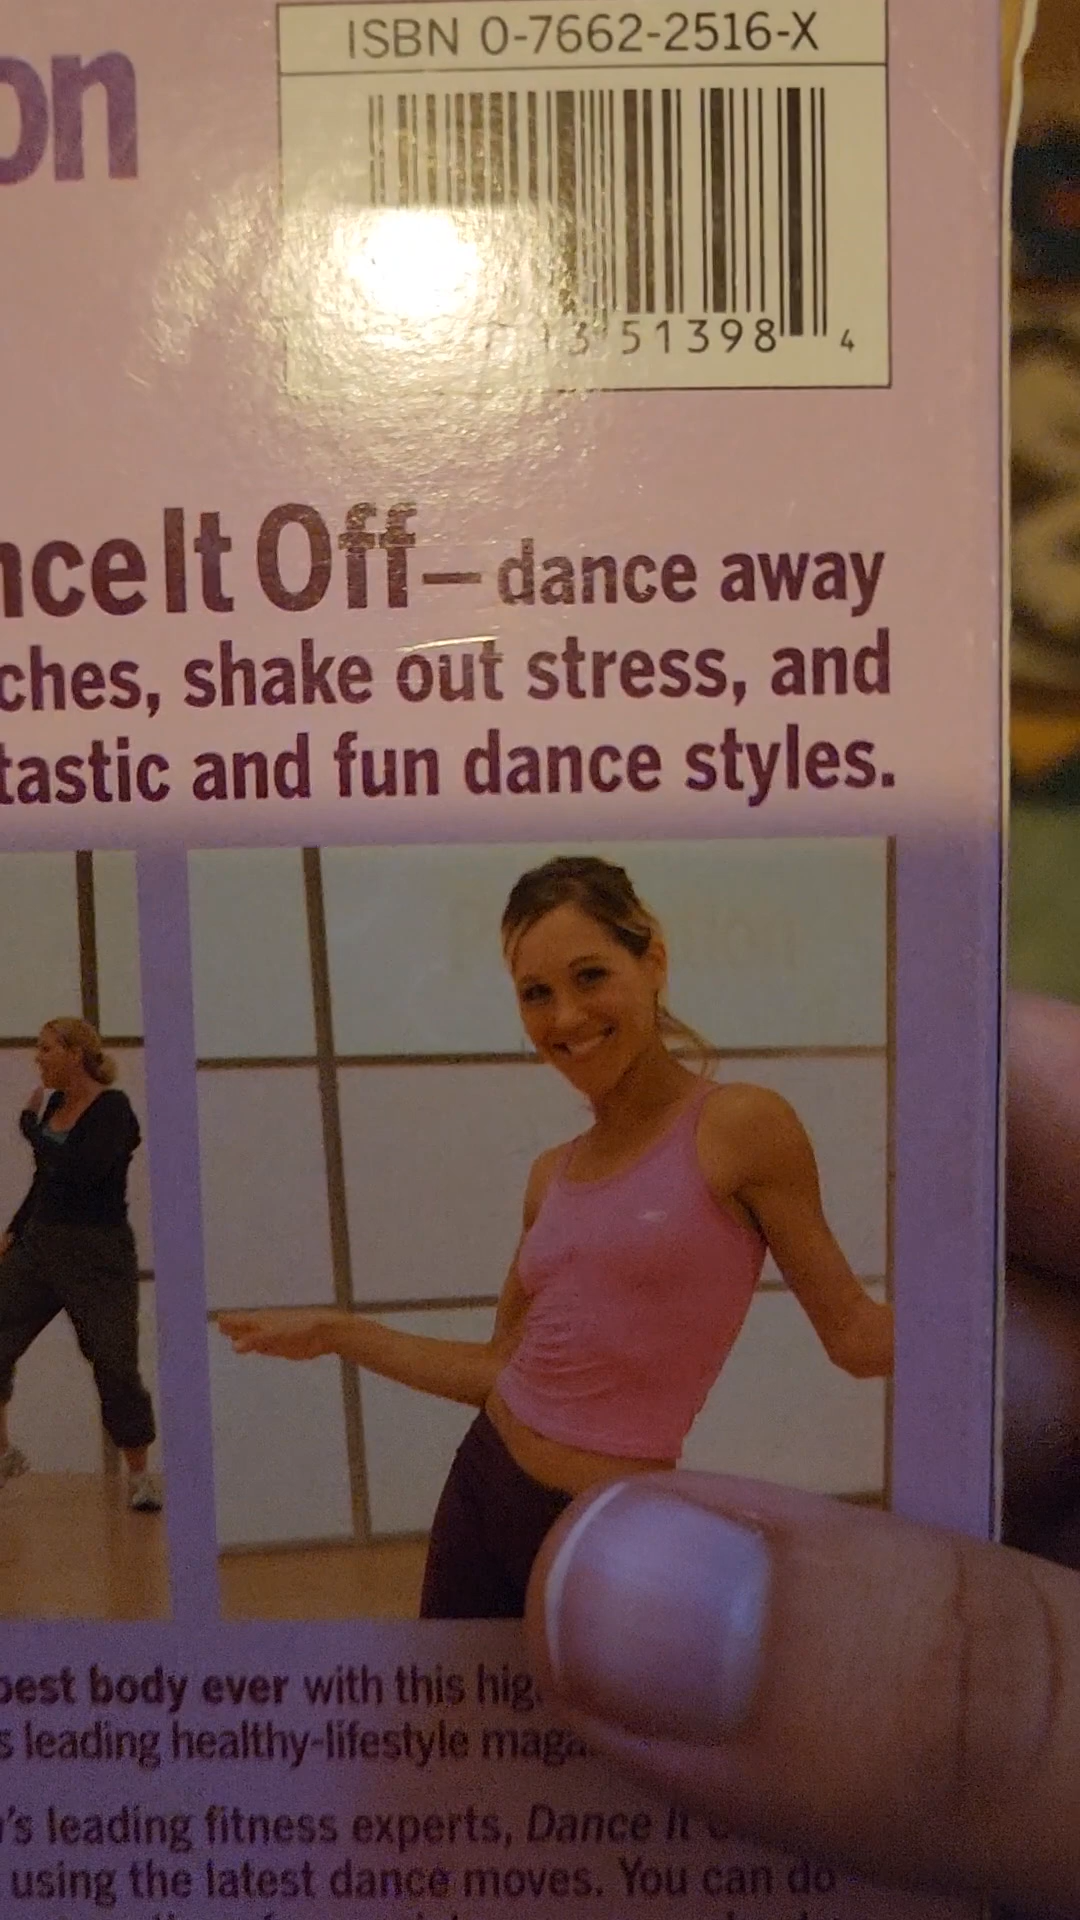 ISBN 0-7662-2516-X
on
13 51398 4
nce It Off—dance away
ches, shake out stress, and
tastic and fun dance styles.
best body ever with this hig
s leading healthy-lifestyle maga
's leading fitness experts, Dance It
using the latest dance moves. You can do